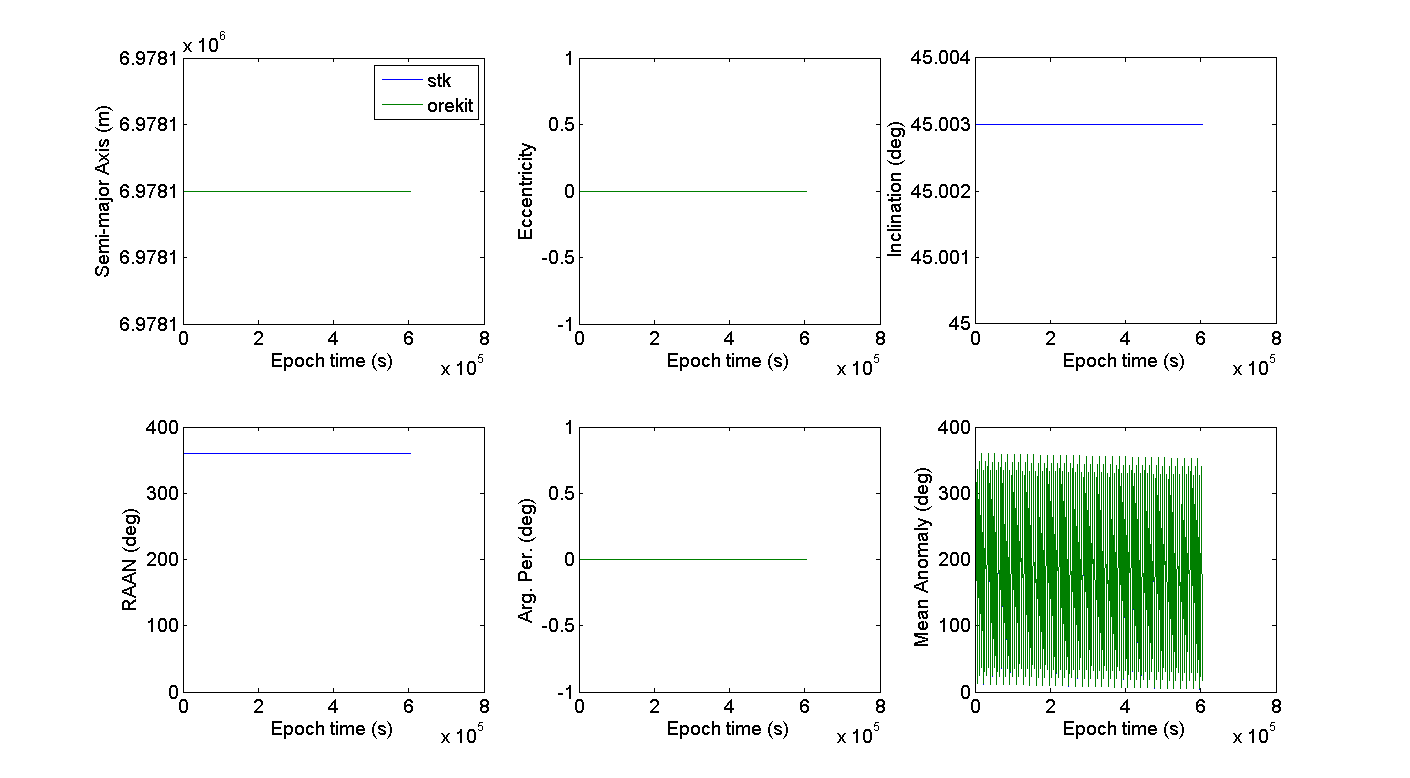 x 10^6
6.9781
6.9781
6.9781
6.9781
6.9781
Semi-major Axis (m)
stk
orekit
0 2 4 6 8
Epoch time (s)
x 10^5
1
0.5
0
-0.5
-1
Eccentricity
0 2 4 6 8
Epoch time (s)
x 10^5
45.004
45.003
45.002
45.001
45
Inclination (deg)
0 2 4 6 8
Epoch time (s)
x 10^5
400
300
200
100
0
RAAN (deg)
0 2 4 6 8
Epoch time (s)
x 10^5
1
0.5
0
-0.5
-1
Arg. Per. (deg)
0 2 4 6 8
Epoch time (s)
x 10^5
400
300
200
100
0
Mean Anomaly (deg)
0 2 4 6 8
Epoch time (s)
x 10^5